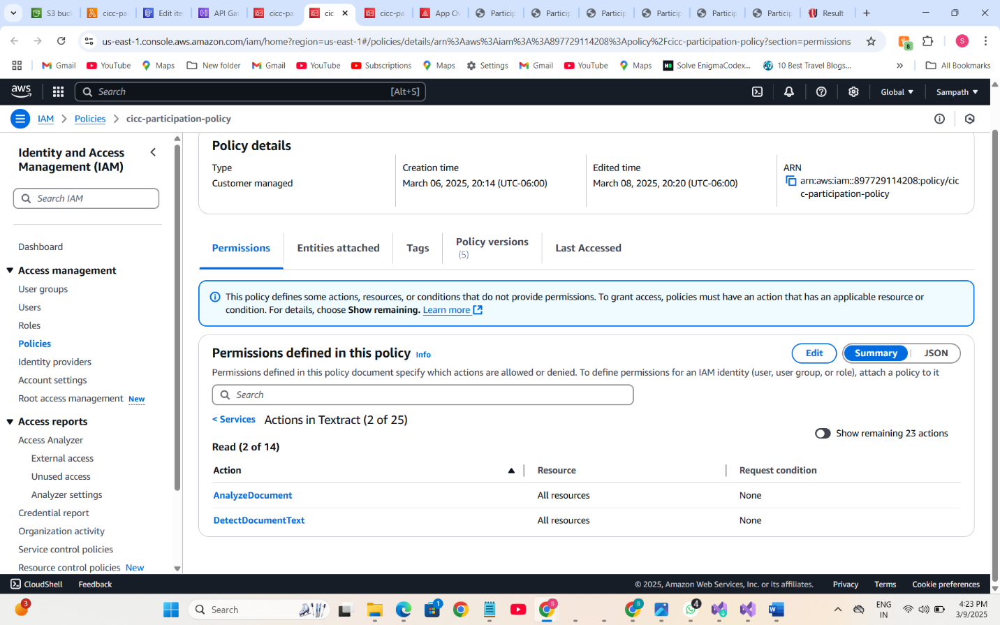 S3 buc
cicc-pa
Edit ite
API Gat
cicc-pa
cic
cicc-pa
App Ov
Particip
Particip
Particip
Particip
Particip
Particip
Result
us-east-1.console.aws.amazon.com/iam/home?region=us-east-1#/policies/details/arn%3Aaws%3Aiam%3A%3A897729114208%3Apolicy%2Fcicc-participation-policy?section=permissions
8
S
Gmail
YouTube
Maps
New folder
Gmail
YouTube
Subscriptions
Maps
Settings
Gmail
YouTube
Maps
Solve EnigmaCodex...
10 Best Travel Blogs...
All Bookmarks
aws
Search
[Alt+S]
Global
Sampath
IAM
Policies
cicc-participation-policy
Identity and Access
Management (IAM)
Search IAM
Dashboard
Access management
User groups
Users
Roles
Policies
Identity providers
Account settings
Root access management New
Access reports
Access Analyzer
External access
Unused access
Analyzer settings
Credential report
Organization activity
Service control policies
Resource control policies New
Policy details
Type
Customer managed
Creation time
March 06, 2025, 20:14 (UTC-06:00)
Edited time
March 08, 2025, 20:20 (UTC-06:00)
ARN
arn:aws:iam::897729114208:policy/cic
c-participation-policy
Permissions
Entities attached
Tags
Policy versions
(5)
Last Accessed
This policy defines some actions, resources, or conditions that do not provide permissions. To grant access, policies must have an action that has an applicable resource or
condition. For details, choose Show remaining. Learn more
Permissions defined in this policy Info
Edit
Summary
JSON
Permissions defined in this policy document specify which actions are allowed or denied. To define permissions for an IAM identity (user, user group, or role), attach a policy to it
Search
< Services Actions in Textract (2 of 25)
Show remaining 23 actions
Read (2 of 14)
Action
Resource
Request condition
AnalyzeDocument
All resources
None
DetectDocumentText
All resources
None
CloudShell
Feedback
© 2025, Amazon Web Services, Inc. or its affiliates.
Privacy
Terms
Cookie preferences
3
Search
1
S
S
4
ENG
IN
4:23 PM
3/9/2025